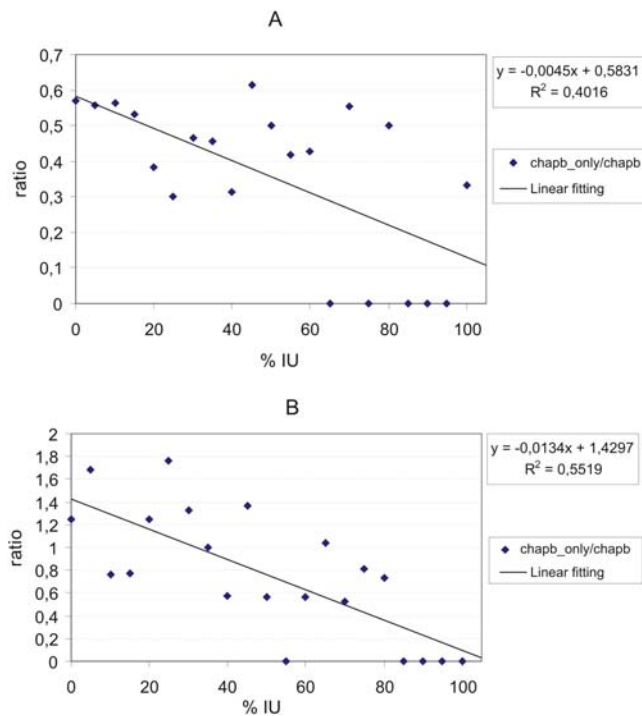 A
0,7
0,6
0,5
0,4
0,3
0,2
0,1
0
ratio
0
20
40
60
80
100
% IU
y = -0,0045x + 0,5831
R² = 0,4016
chapb_only/chapb
Linear fitting
B
2
1,8
1,6
1,4
1,2
1
0,8
0,6
0,4
0,2
0
ratio
0
20
40
60
80
100
% IU
y = -0,0134x + 1,4297
R² = 0,5519
chapb_only/chapb
Linear fitting